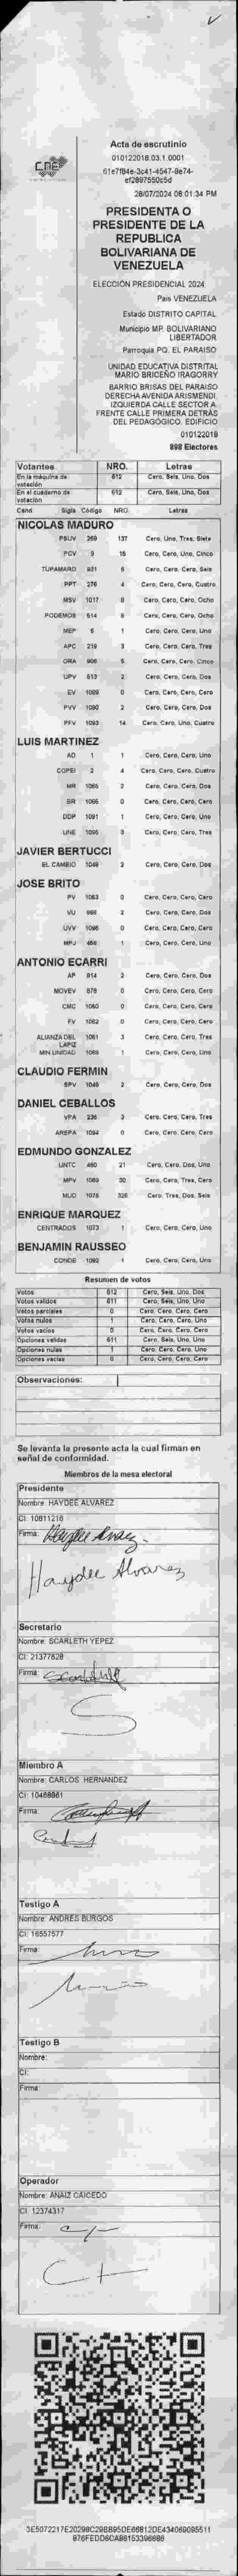 CNE
Acta de escrutinio
010122018.03.1.0001
61e7f84e-3c41-4547-9e74-
ef2897550c5d
28/07/2024 08:01:34 PM
PRESIDENTA O
PRESIDENTE DE LA
REPUBLICA
BOLIVARIANA DE
VENEZUELA
ELECCIÓN PRESIDENCIAL 2024
País VENEZUELA
Estado DISTRITO CAPITAL
Municipio MP. BOLIVARIANO
LIBERTADOR
Parroquia PQ. EL PARAISO
UNIDAD EDUCATIVA DISTRITAL
MARIO BRICEÑO IRAGORRY
BARRIO BRISAS DEL PARAISO
DERECHA AVENIDA ARISMENDI.
IZQUIERDA CALLE SECTOR A.
FRENTE CALLE PRIMERA DETRÁS
DEL PEDAGÓGICO. EDIFICIO
010122018
898 Electores
Votantes NRO. Letras
En la máquina de votación 612 Cero, Seis, Uno, Dos
En el cuaderno de votación 612 Cero, Seis, Uno, Dos
Cand Sigla Código NRO. Letras
NICOLAS MADURO
PSUV 269 137 Cero, Uno, Tres, Siete
PCV 9 15 Cero, Cero, Uno, Cinco
TUPAMARO 831 6 Cero, Cero, Cero, Seis
PPT 276 4 Cero, Cero, Cero, Cuatro
MSV 1017 8 Cero, Cero, Cero, Ocho
PODEMOS 514 8 Cero, Cero, Cero, Ocho
MEP 6 1 Cero, Cero, Cero, Uno
APC 219 3 Cero, Cero, Cero, Tres
ORA 906 5 Cero, Cero, Cero, Cinco
UPV 513 2 Cero, Cero, Cero, Dos
EV 1089 0 Cero, Cero, Cero, Cero
PVV 1090 2 Cero, Cero, Cero, Dos
PFV 1093 14 Cero, Cero, Uno, Cuatro
LUIS MARTINEZ
AD 1 1 Cero, Cero, Cero, Uno
COPEI 2 4 Cero, Cero, Cero, Cuatro
MR 1065 2 Cero, Cero, Cero, Dos
BR 1066 0 Cero, Cero, Cero, Cero
DDP 1091 1 Cero, Cero, Cero, Uno
UNE 1095 3 Cero, Cero, Cero, Tres
JAVIER BERTUCCI
EL CAMBIO 1048 2 Cero, Cero, Cero, Dos
JOSE BRITO
PV 1063 0 Cero, Cero, Cero, Cero
VU 968 2 Cero, Cero, Cero, Dos
UVV 1096 0 Cero, Cero, Cero, Cero
MPJ 468 1 Cero, Cero, Cero, Uno
ANTONIO ECARRI
AP 914 2 Cero, Cero, Cero, Dos
MOVEV 876 0 Cero, Cero, Cero, Cero
CMC 1060 0 Cero, Cero, Cero, Cero
FV 1062 0 Cero, Cero, Cero, Cero
ALIANZA DEL LAPIZ 1061 3 Cero, Cero, Cero, Tres
MIN UNIDAD 1068 1 Cero, Cero, Cero, Uno
CLAUDIO FERMIN
SPV 1045 2 Cero, Cero, Cero, Dos
DANIEL CEBALLOS
VPA 236 3 Cero, Cero, Cero, Tres
AREPA 1094 0 Cero, Cero, Cero, Cero
EDMUNDO GONZALEZ
UNTC 460 21 Cero, Cero, Dos, Uno
MPV 1069 30 Cero, Cero, Tres, Cero
MUD 1075 326 Cero, Tres, Dos, Seis
ENRIQUE MARQUEZ
CENTRADOS 1073 1 Cero, Cero, Cero, Uno
BENJAMIN RAUSSEO
CONDE 1092 1 Cero, Cero, Cero, Uno
Resumen de votos
Votos 612 Cero, Seis, Uno, Dos
Votos validos 611 Cero, Seis, Uno, Uno
Votos parciales 0 Cero, Cero, Cero, Cero
Votos nulos 1 Cero, Cero, Cero, Uno
Votos vacios 0 Cero, Cero, Cero, Cero
Opciones validas 611 Cero, Seis, Uno, Uno
Opciones nulas 1 Cero, Cero, Cero, Uno
Opciones vacias 0 Cero, Cero, Cero, Cero
Observaciones:
Se levanta la presente acta la cual firman en
señal de conformidad.
Miembros de la mesa electoral
Presidente
Nombre: HAYDEE ALVAREZ
CI: 10811216
Firma:
Haydee Alvarez
Secretario
Nombre: SCARLETH YEPEZ
CI: 21377628
Firma:
Miembro A
Nombre: CARLOS HERNANDEZ
CI: 10468861
Firma:
Testigo A
Nombre: ANDRES BURGOS
CI: 16557577
Firma:
Testigo B
Nombre:
CI:
Firma:
Operador
Nombre: ANAIZ CAICEDO
CI: 12374317
Firma: